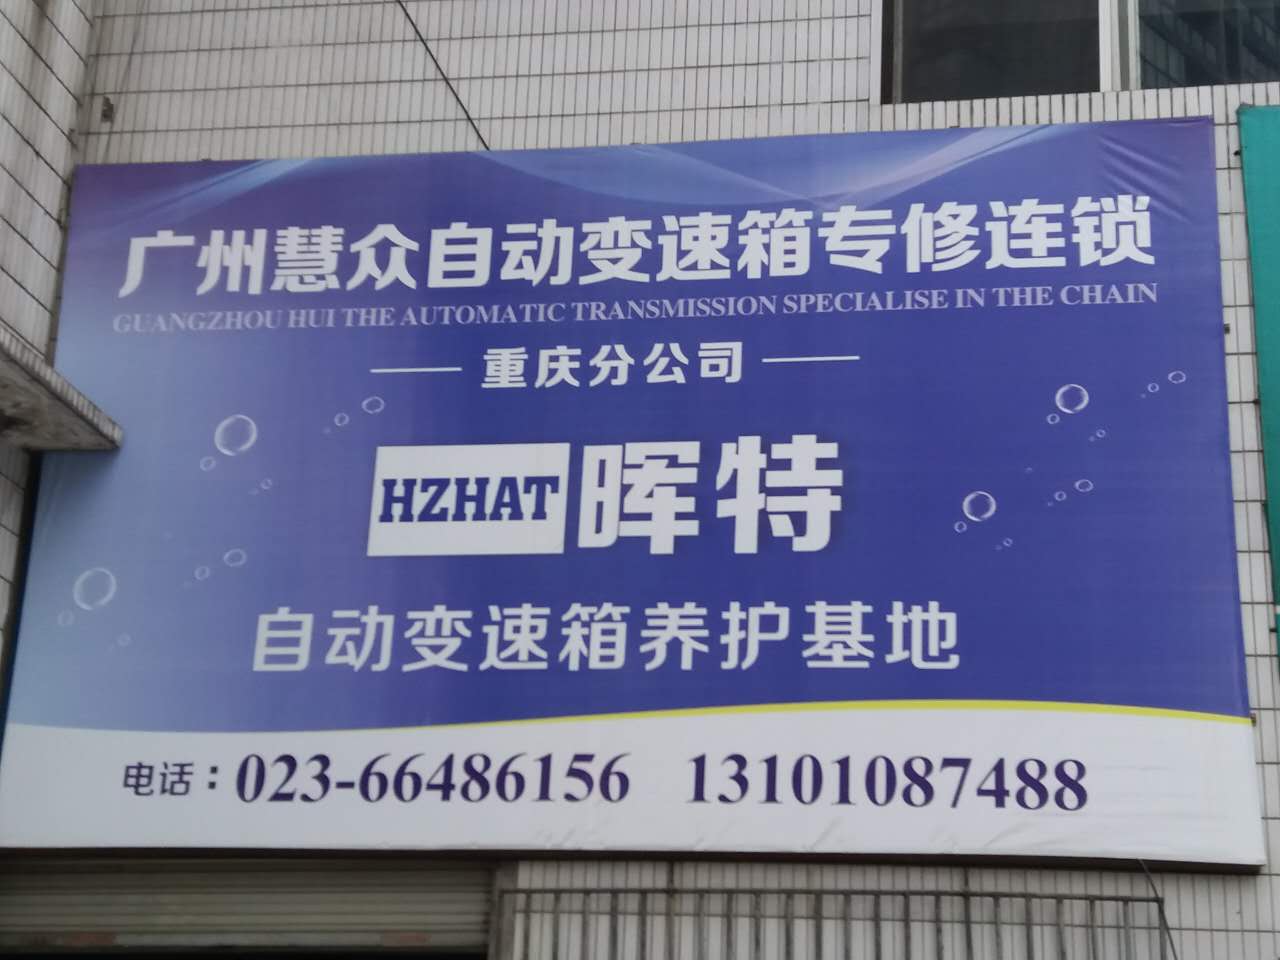 广州慧众自动变速箱专修连锁
GUANGZHOU HUI THE AUTOMATIC TRANSMISSION SPECIALISE IN THE CHAIN
重庆分公司
HZHAT 晖特
自动变速箱养护基地
电话：023-66486156 13101087488